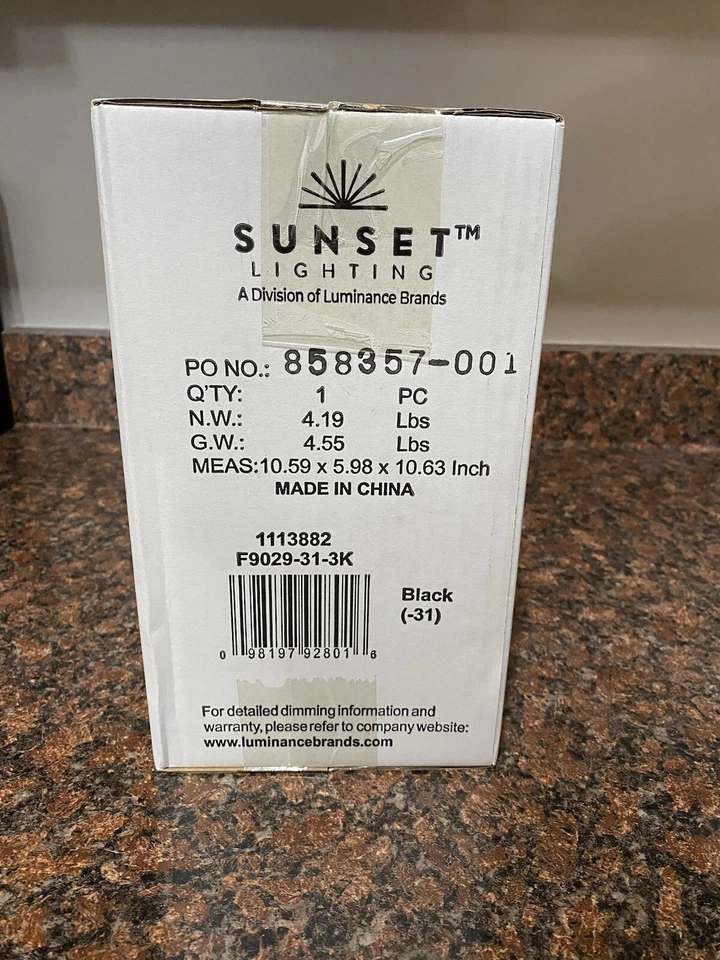 SUNSET™
LIGHTING
A Division of Luminance Brands
PO NO.: 858357-001
Q'TY: 1 PC
N.W.: 4.19 Lbs
G.W.: 4.55 Lbs
MEAS:10.59 x 5.98 x 10.63 Inch
MADE IN CHINA
1113882
F9029-31-3K
Black
(-31)
0 98197 92801 6
For detailed dimming information and
warranty, please refer to company website:
www.luminancebrands.com